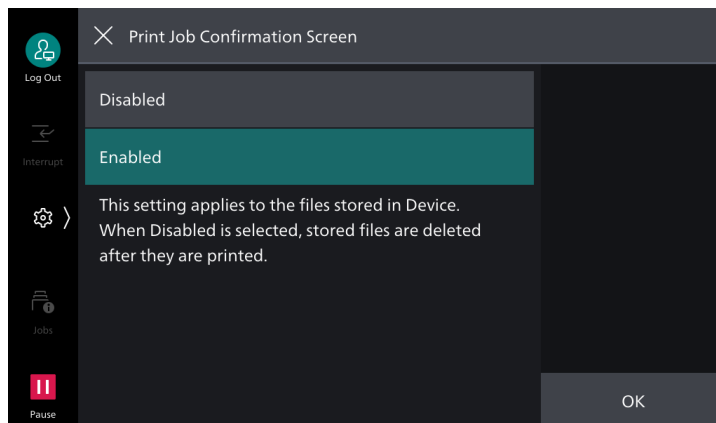 Print Job Confirmation Screen
Log Out
Disabled
Interrupt
Enabled
This setting applies to the files stored in Device.
When Disabled is selected, stored files are deleted
after they are printed.
Jobs
Pause
OK